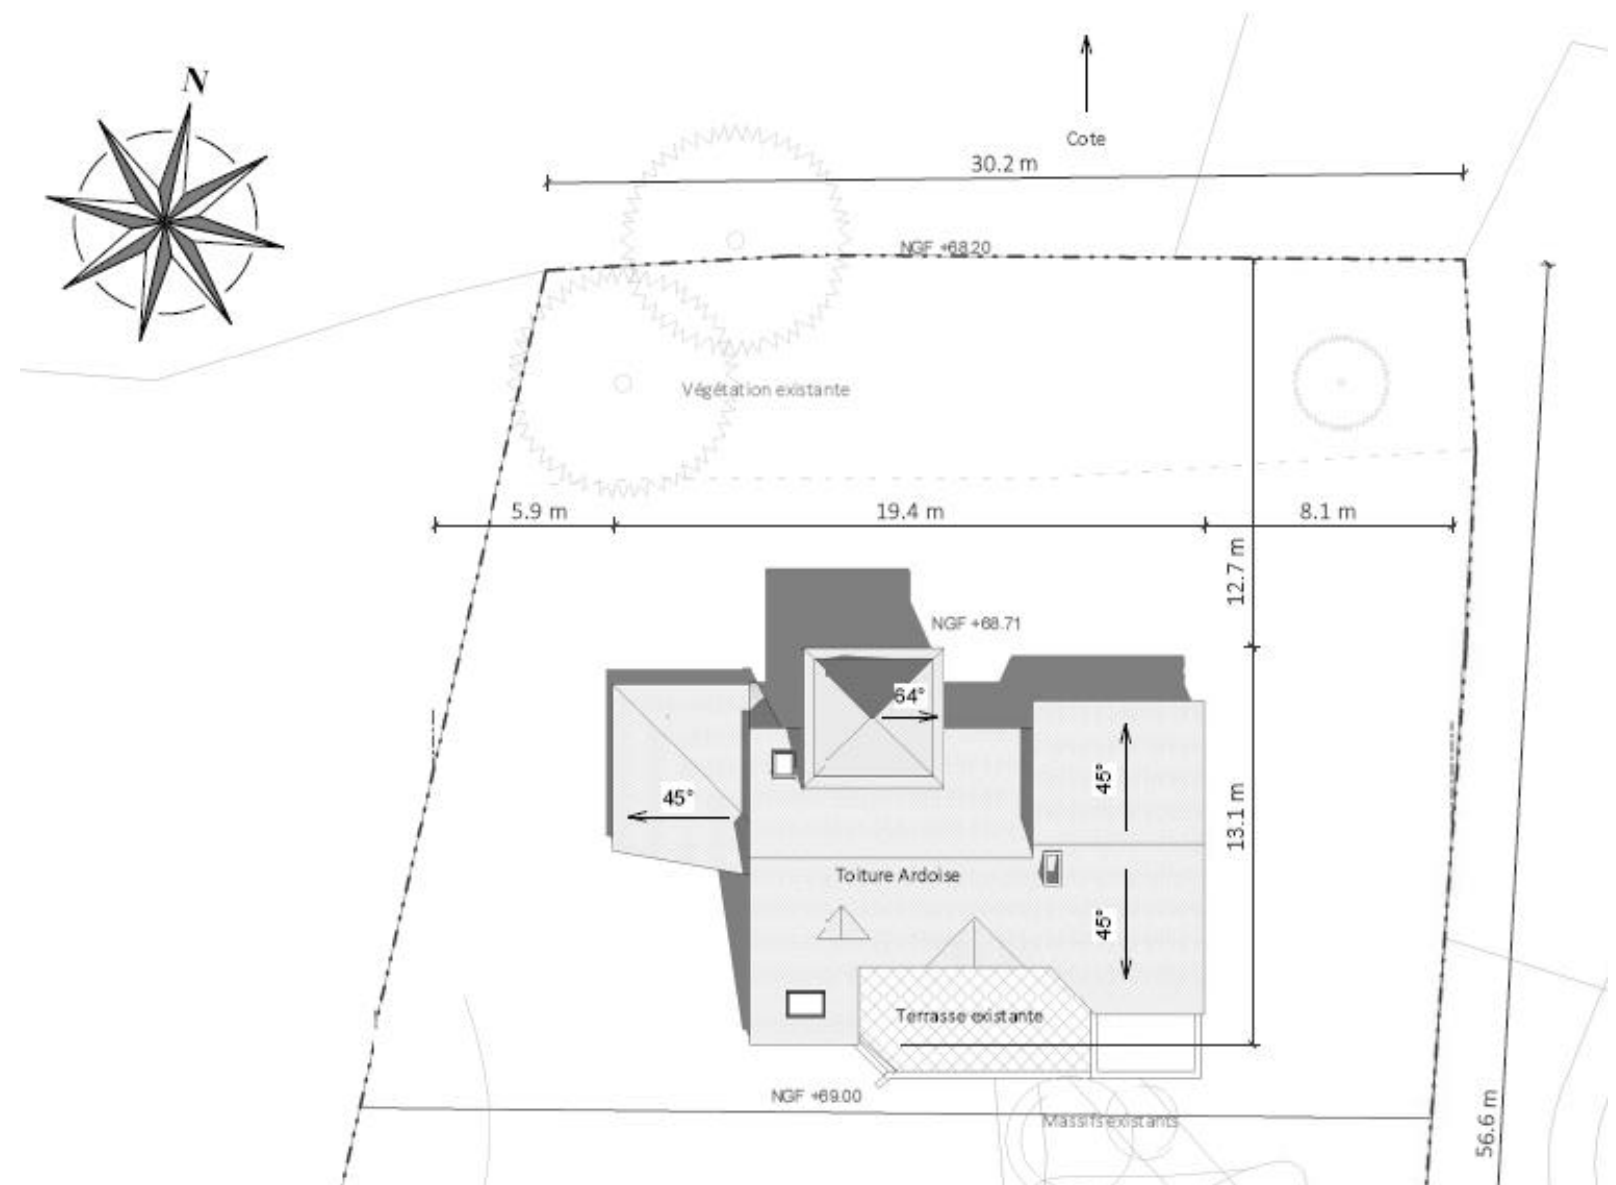 N
Cote
30.2 m
NGF +68.20
Végétation existante
5.9 m
19.4 m
8.1 m
12.7 m
NGF +68.71
64°
45°
45°
13.1 m
Toiture Ardoise
45°
Terrasse existante
NGF +69.00
Massifs existants
56.6 m